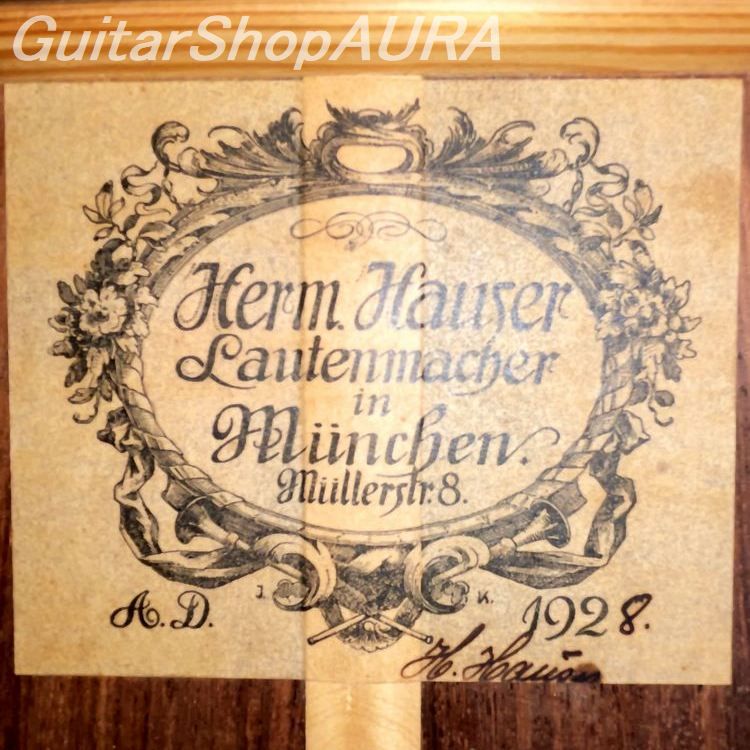 GuitarShopAURA
Herm. Hauser
Lautenmacher
in
München.
Müllerstr. 8.
J. K.
A. D. 1928.
H. Hauser